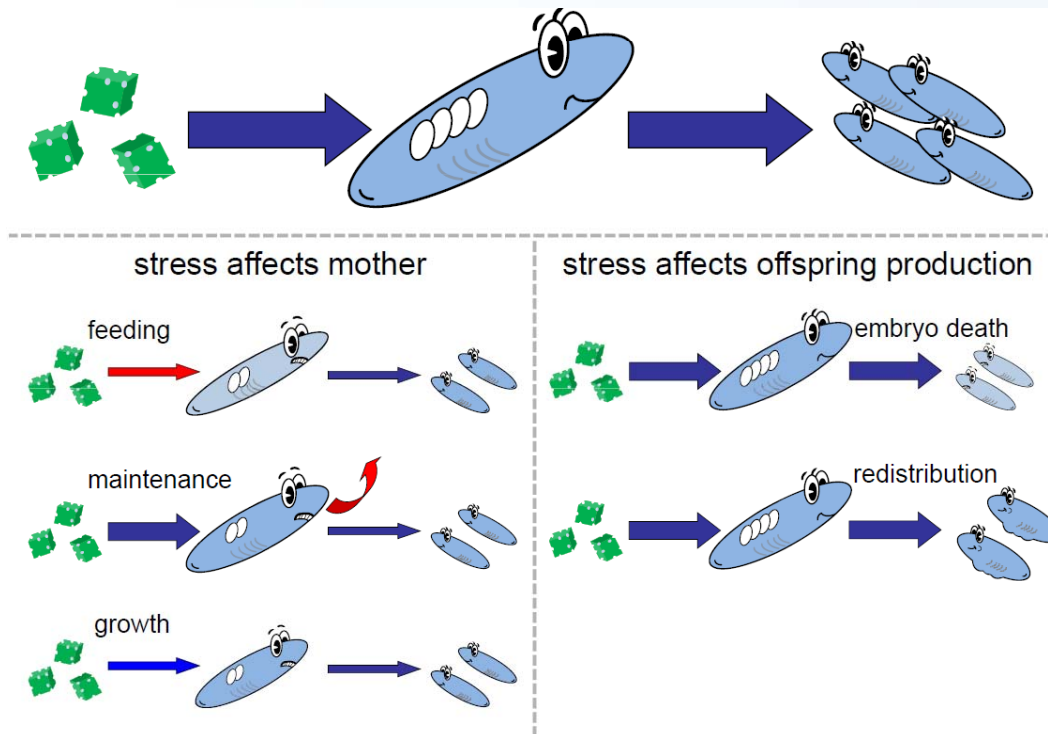 stress affects mother
stress affects offspring production
feeding
embryo death
maintenance
redistribution
growth